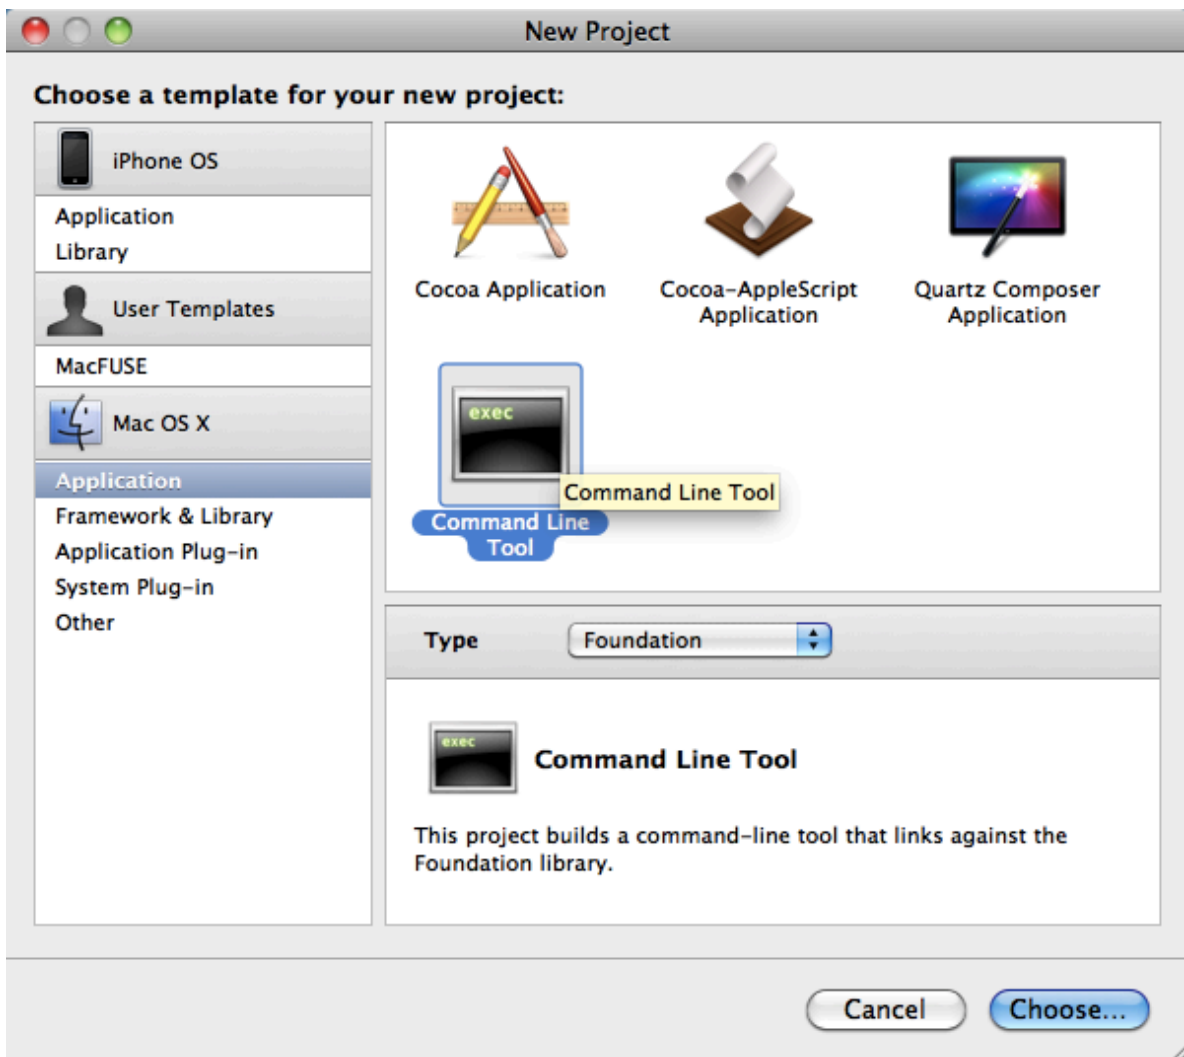 New Project
Choose a template for your new project:
iPhone OS
Application
Library
User Templates
MacFUSE
Mac OS X
Application
Framework & Library
Application Plug-in
System Plug-in
Other
Cocoa Application
Cocoa-AppleScript
Application
Quartz Composer
Application
exec
Command Line Tool
Command Line
Tool
Type
Foundation
exec
Command Line Tool
This project builds a command-line tool that links against the
Foundation library.
Cancel
Choose...